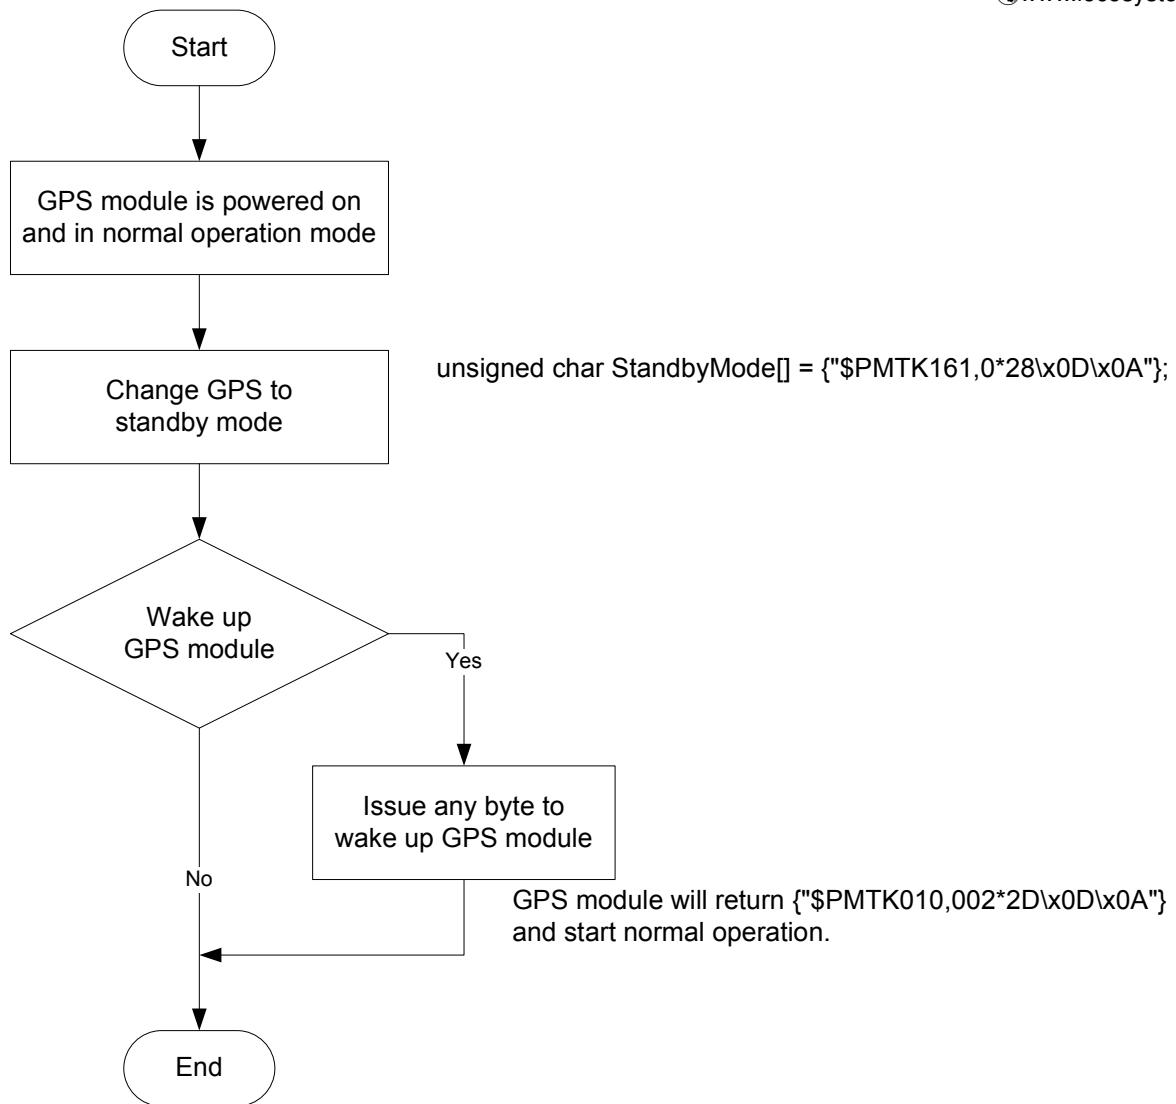 Start
GPS module is powered on
and in normal operation mode
Change GPS to
standby mode
unsigned char StandbyMode[] = {"$PMTK161,0*28\x0D\x0A"};
Wake up
GPS module
Yes
Issue any byte to
wake up GPS module
No
GPS module will return {"$PMTK010,002*2D\x0D\x0A"}
and start normal operation.
End